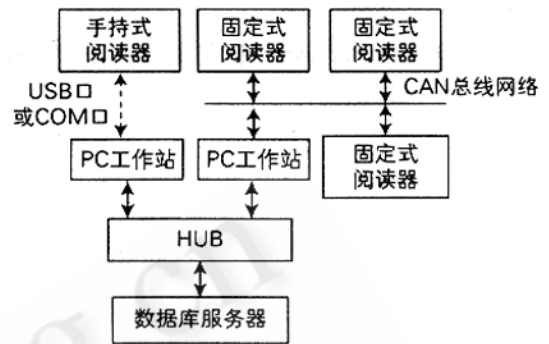 手持式
阅读器
固定式
阅读器
固定式
阅读器
USB口
或COM口
CAN总线网络
PC工作站
PC工作站
固定式
阅读器
HUB
数据库服务器